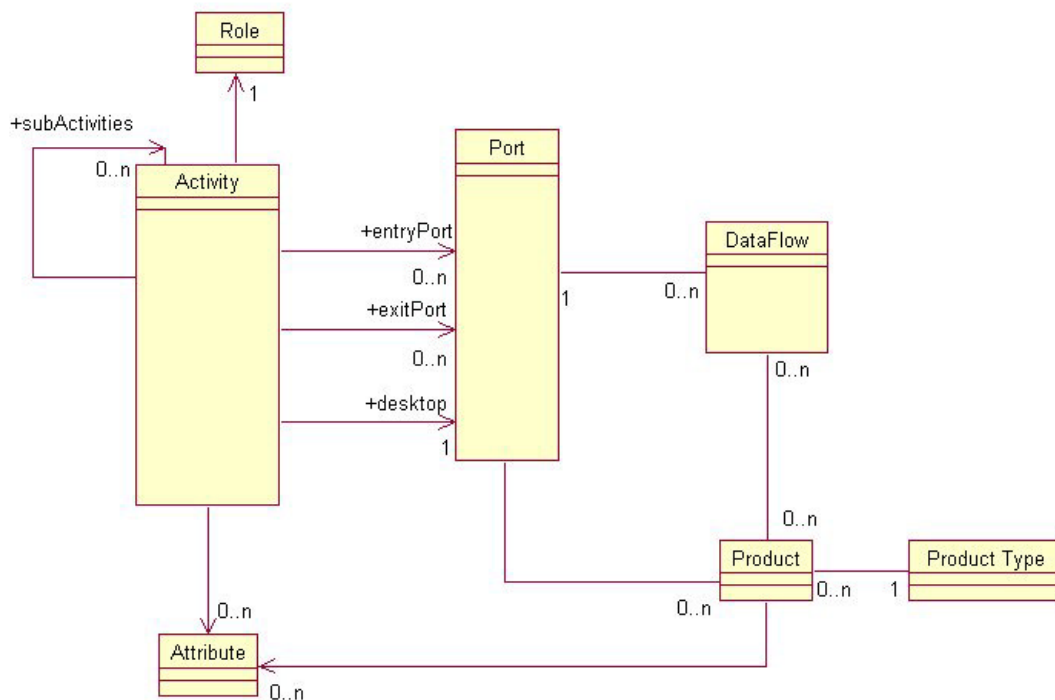 Role
1
+subActivities
0..n
Activity
Port
+entryPort
0..n
DataFlow
1
0..n
+exitPort
0..n
0..n
+desktop
1
0..n
Product
Product Type
0..n
0..n
1
0..n
Attribute
0..n